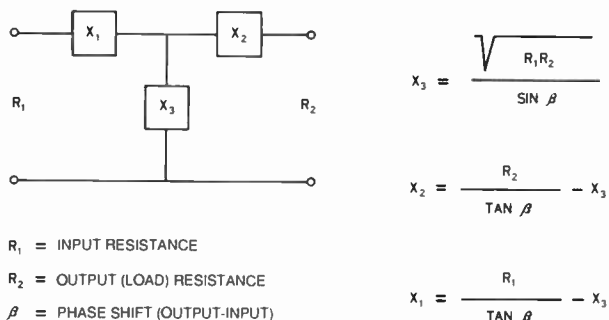 X₁
X₂
X₃
R₁
R₂
R₁ = INPUT RESISTANCE
R₂ = OUTPUT (LOAD) RESISTANCE
β = PHASE SHIFT (OUTPUT-INPUT)
X₃ = √ R₁R₂
SIN β
X₂ = R₂ − X₃
TAN β
X₁ = R₁ − X₃
TAN β